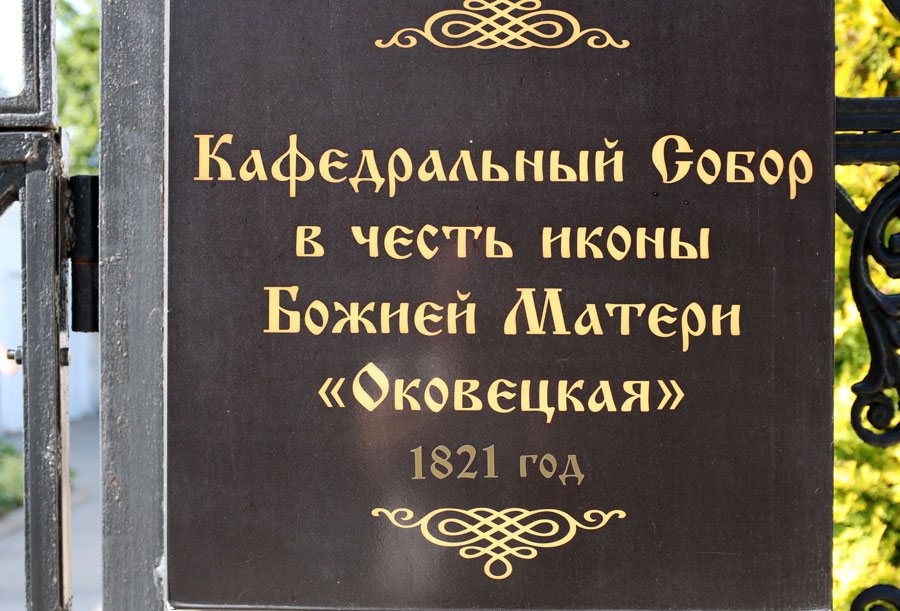 Кафедральный Собор
в честь иконы
Божией Матери
«Оковецкая»
1821 год